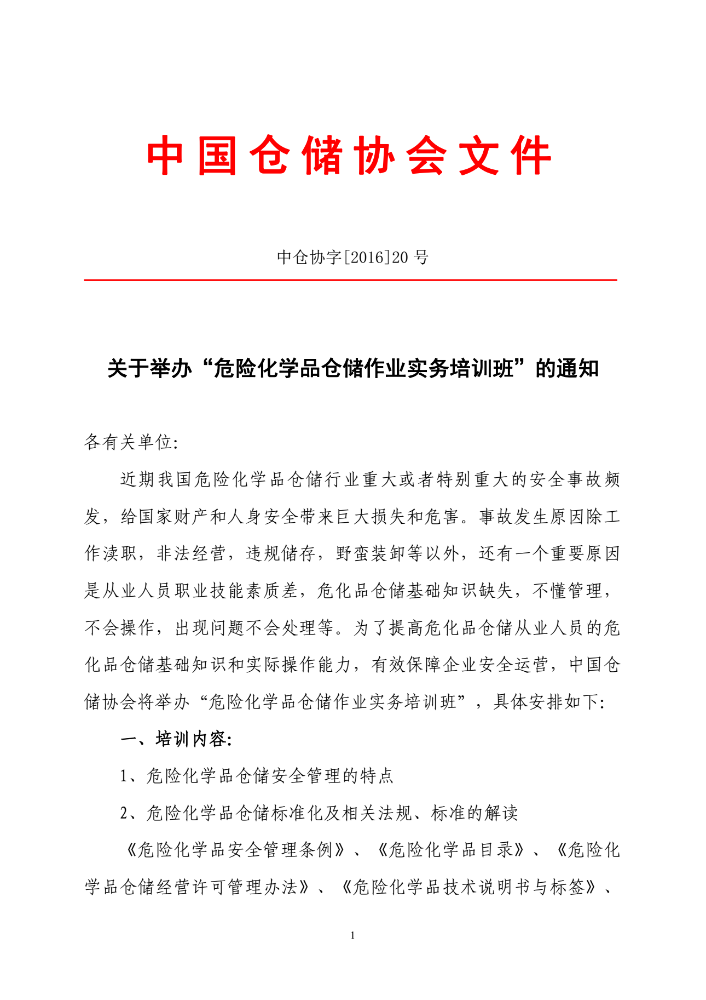 中国仓储协会文件
中仓协字[2016]20 号
关于举办“危险化学品仓储作业实务培训班”的通知
各有关单位:
近期我国危险化学品仓储行业重大或者特别重大的安全事故频
发，给国家财产和人身安全带来巨大损失和危害。事故发生原因除工
作渎职，非法经营，违规储存，野蛮装卸等以外，还有一个重要原因
是从业人员职业技能素质差，危化品仓储基础知识缺失，不懂管理，
不会操作，出现问题不会处理等。为了提高危化品仓储从业人员的危
化品仓储基础知识和实际操作能力，有效保障企业安全运营，中国仓
储协会将举办“危险化学品仓储作业实务培训班”，具体安排如下:
一、培训内容:
1、危险化学品仓储安全管理的特点
2、危险化学品仓储标准化及相关法规、标准的解读
《危险化学品安全管理条例》、《危险化学品目录》、《危险化
学品仓储经营许可管理办法》、《危险化学品技术说明书与标签》、
1